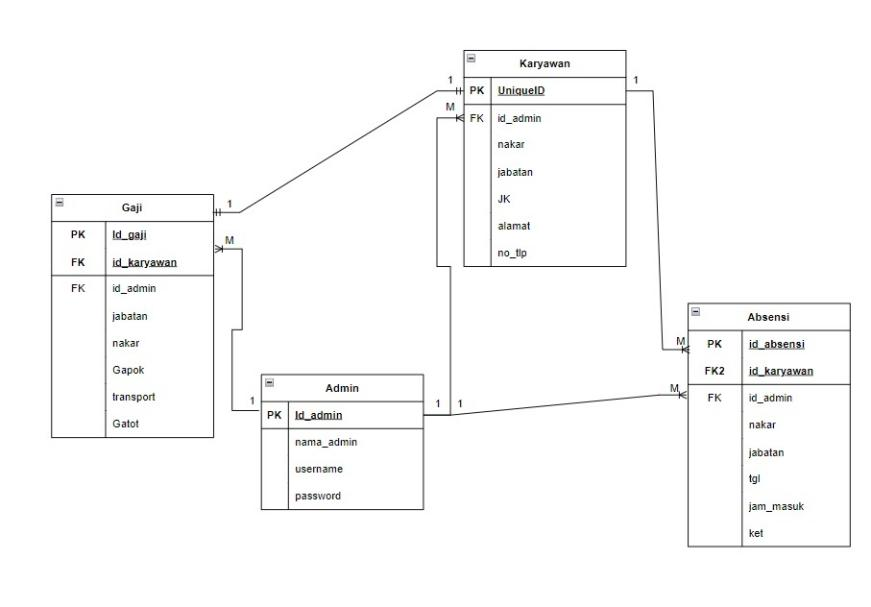 Karyawan
1
1
PK UniqueID
M
FK id_admin
nakar
jabatan
JK
alamat
no_tlp
Gaji
1
PK Id_gaji
M
FK id_karyawan
FK id_admin
jabatan
nakar
Gapok
transport
Gatot
Admin
1
PK Id_admin
1 1
nama_admin
username
password
Absensi
M
PK id_absensi
FK2 id_karyawan
M
FK id_admin
nakar
jabatan
tgl
jam_masuk
ket